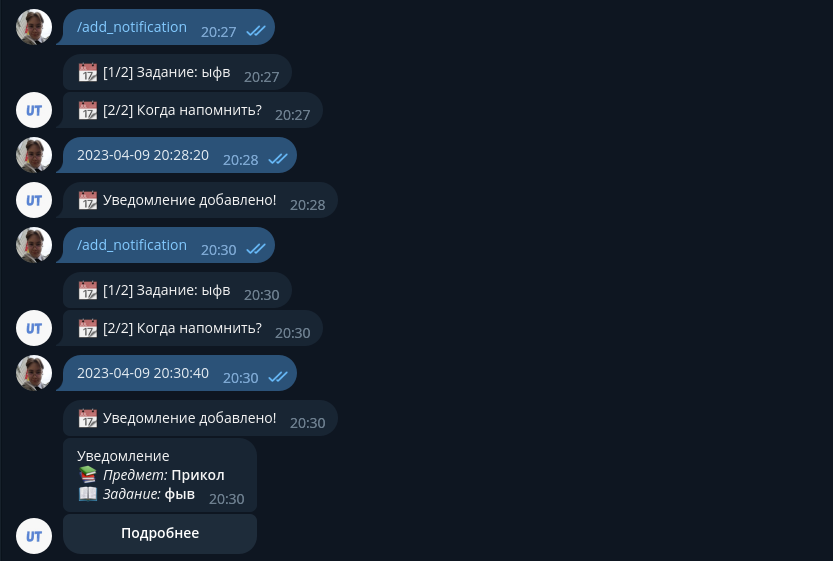 /add_notification 20:27
[1/2] Задание: ыфв 20:27
[2/2] Когда напомнить? 20:27
UT
2023-04-09 20:28:20 20:28
Уведомление добавлено! 20:28
UT
/add_notification 20:30
[1/2] Задание: ыфв 20:30
[2/2] Когда напомнить? 20:30
UT
2023-04-09 20:30:40 20:30
Уведомление добавлено! 20:30
Уведомление
Предмет: Прикол
Задание: фыв 20:30
Подробнее
UT